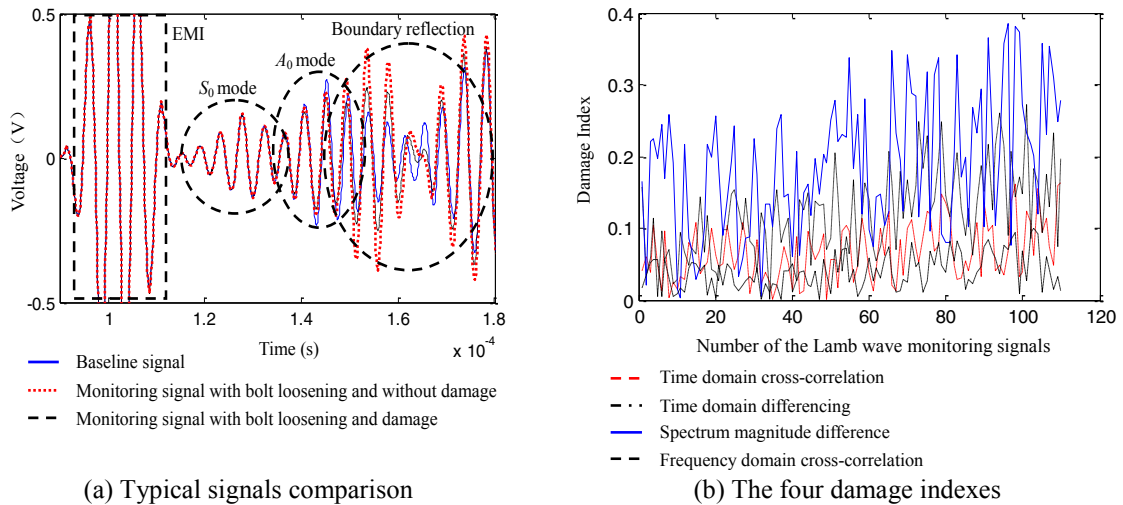 0.5
0
-0.5
Voltage（V）
EMI
S0 mode
A0 mode
Boundary reflection
1 1.2 1.4 1.6 1.8
Time (s)
x 10-4
Baseline signal
Monitoring signal with bolt loosening and without damage
Monitoring signal with bolt loosening and damage
(a) Typical signals comparison
0.4
0.3
0.2
0.1
0
Damage Index
0 20 40 60 80 100 120
Number of the Lamb wave monitoring signals
Time domain cross-correlation
Time domain differencing
Spectrum magnitude difference
Frequency domain cross-correlation
(b) The four damage indexes